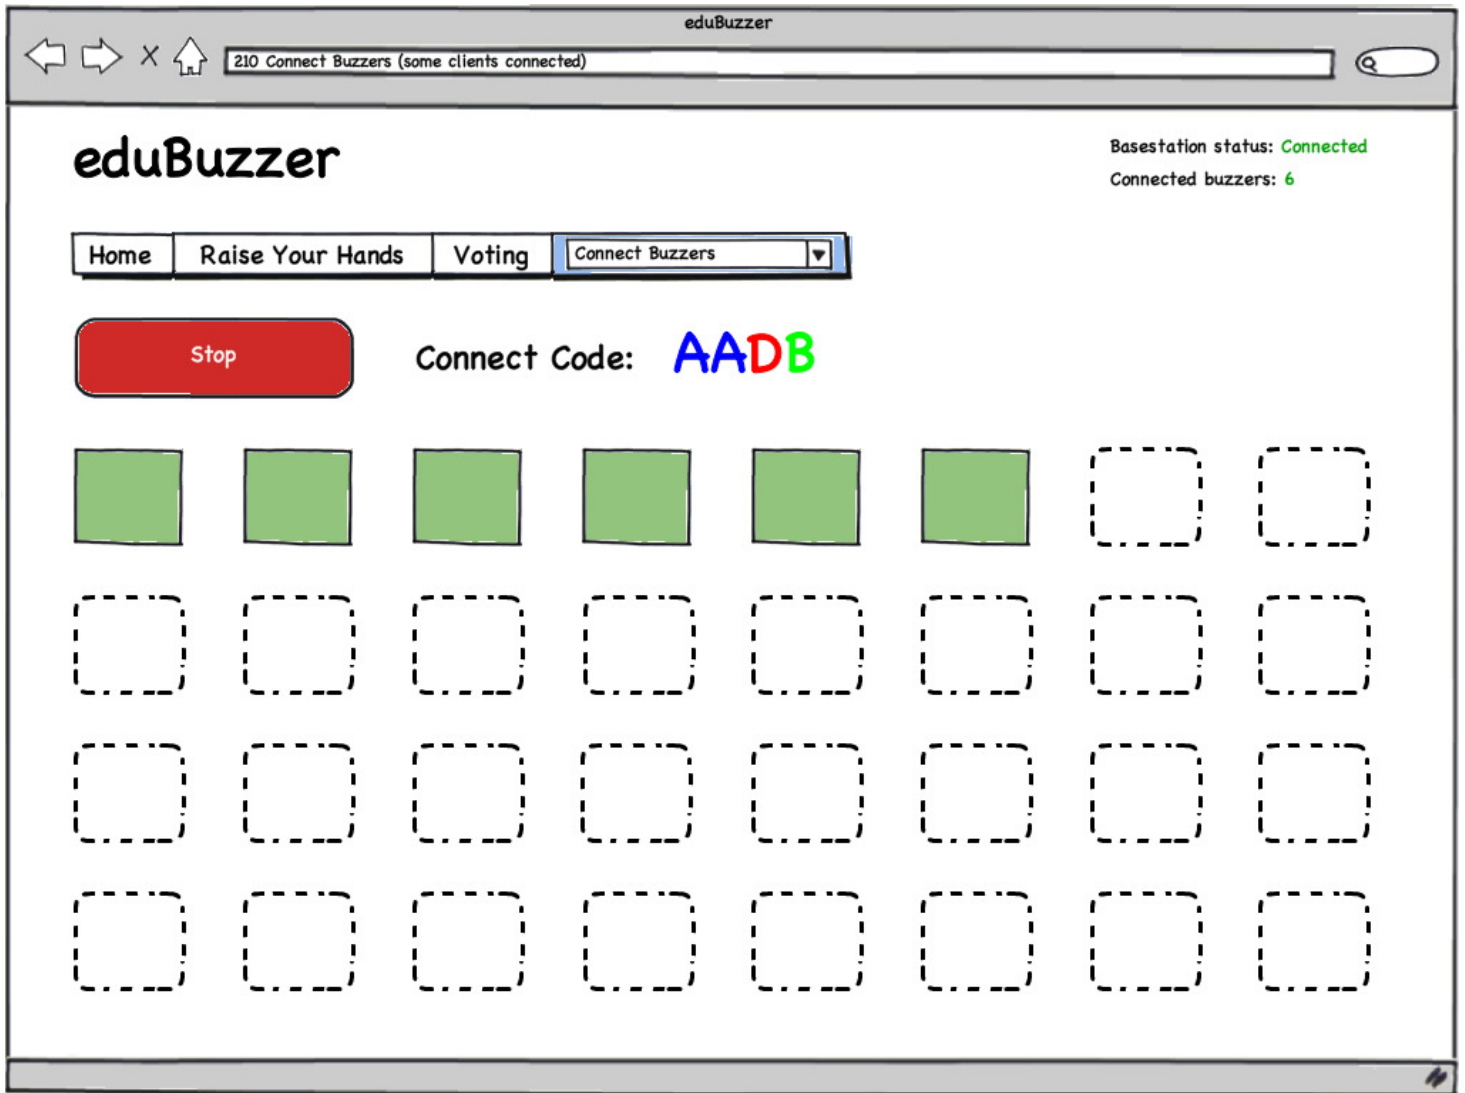 eduBuzzer
210 Connect Buzzers (some clients connected)
eduBuzzer
Basestation status: Connected
Connected buzzers: 6
Home Raise Your Hands Voting Connect Buzzers
Stop Connect Code: AADB